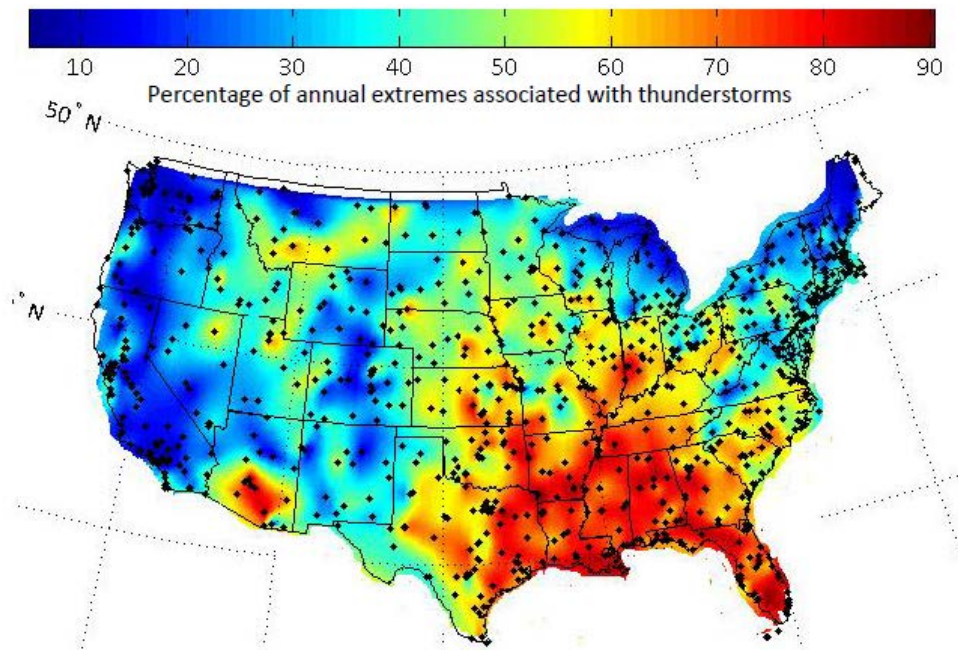 10 20 30 40 50 60 70 80 90
Percentage of annual extremes associated with thunderstorms
50° N
° N